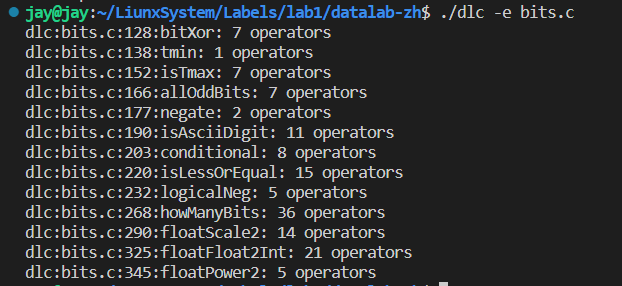 jay@jay:~/LiunxSystem/Labels/lab1/datalab-zh$ ./dlc -e bits.c
dlc:bits.c:128:bitXor: 7 operators
dlc:bits.c:138:tmin: 1 operators
dlc:bits.c:152:isTmax: 7 operators
dlc:bits.c:166:allOddBits: 7 operators
dlc:bits.c:177:negate: 2 operators
dlc:bits.c:190:isAsciiDigit: 11 operators
dlc:bits.c:203:conditional: 8 operators
dlc:bits.c:220:isLessOrEqual: 15 operators
dlc:bits.c:232:logicalNeg: 5 operators
dlc:bits.c:268:howManyBits: 36 operators
dlc:bits.c:290:floatScale2: 14 operators
dlc:bits.c:325:floatFloat2Int: 21 operators
dlc:bits.c:345:floatPower2: 5 operators